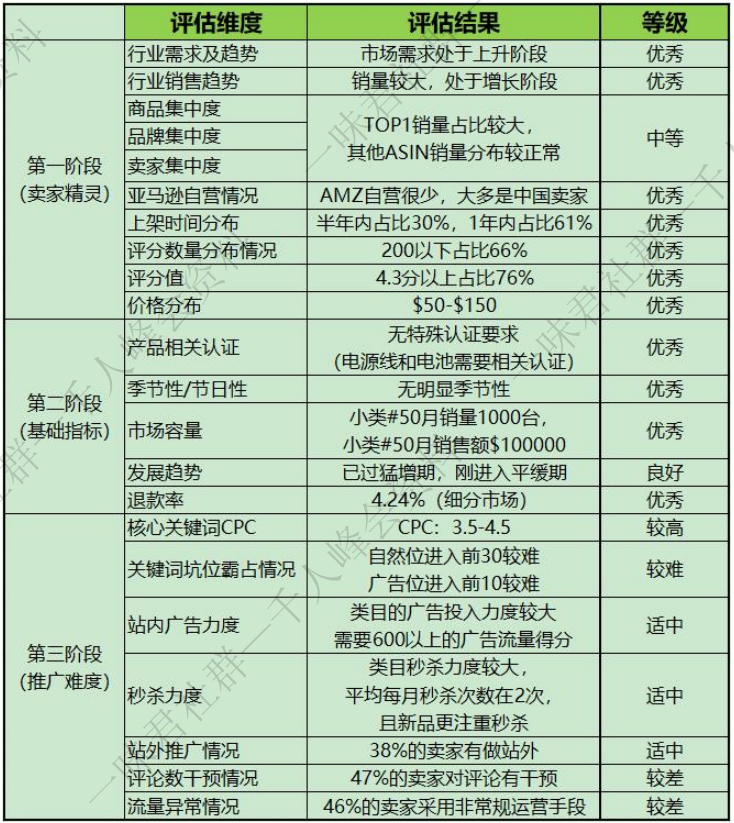 评估维度 评估结果 等级
第一阶段
(卖家精灵)
行业需求及趋势 市场需求处于上升阶段 优秀
行业销售趋势 销量较大，处于增长阶段 优秀
商品集中度
品牌集中度
卖家集中度
TOP1销量占比较大，
其他ASIN销量分布较正常
中等
亚马逊自营情况 AMZ自营很少，大多是中国卖家 优秀
上架时间分布 半年内占比30%，1年内占比61% 优秀
评分数量分布情况 200以下占比66% 优秀
评分值 4.3分以上占比76% 优秀
价格分布 $50-$150 优秀
第二阶段
(基础指标)
产品相关认证
无特殊认证要求
(电源线和电池需要相关认证)
优秀
季节性/节日性 无明显季节性 优秀
市场容量
小类#50月销量1000台，
小类#50月销售额$100000
优秀
发展趋势 已过猛增期，刚进入平缓期 良好
退款率 4.24%（细分市场） 优秀
第三阶段
(推广难度)
核心关键词CPC CPC：3.5-4.5 较高
关键词坑位霸占情况
自然位进入前30较难
广告位进入前10较难
较难
站内广告力度
类目的广告投入力度较大
需要600以上的广告流量得分
适中
秒杀力度
类目秒杀力度较大，
平均每月秒杀次数在2次，
且新品更注重秒杀
适中
站外推广情况 38%的卖家有做站外 适中
评论数干预情况 47%的卖家对评论有干预 较差
流量异常情况 46%的卖家采用非常规运营手段 较差
一味君社群—千人峰会资料